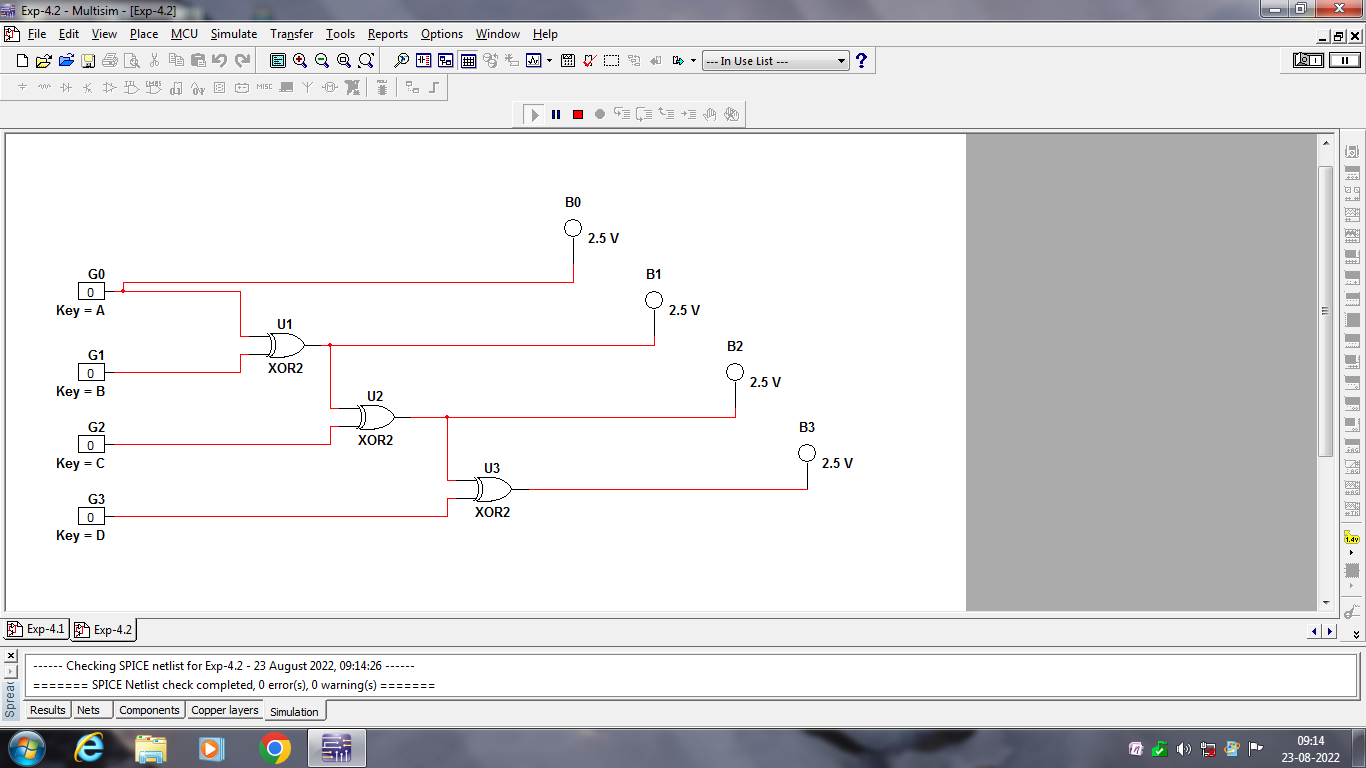 Exp-4.2 - Multisim - [Exp-4.2]
File Edit View Place MCU Simulate Transfer Tools Reports Options Window Help
--- In Use List ---
MISC
B0
2.5 V
G0
0
Key = A
B1
2.5 V
U1
XOR2
G1
0
Key = B
B2
2.5 V
U2
XOR2
G2
0
Key = C
B3
2.5 V
U3
XOR2
G3
0
Key = D
1.4v
Exp-4.1 Exp-4.2
------ Checking SPICE netlist for Exp-4.2 - 23 August 2022, 09:14:26 ------
======= SPICE Netlist check completed, 0 error(s), 0 warning(s) =======
Spread
Results Nets Components Copper layers Simulation
09:14
23-08-2022